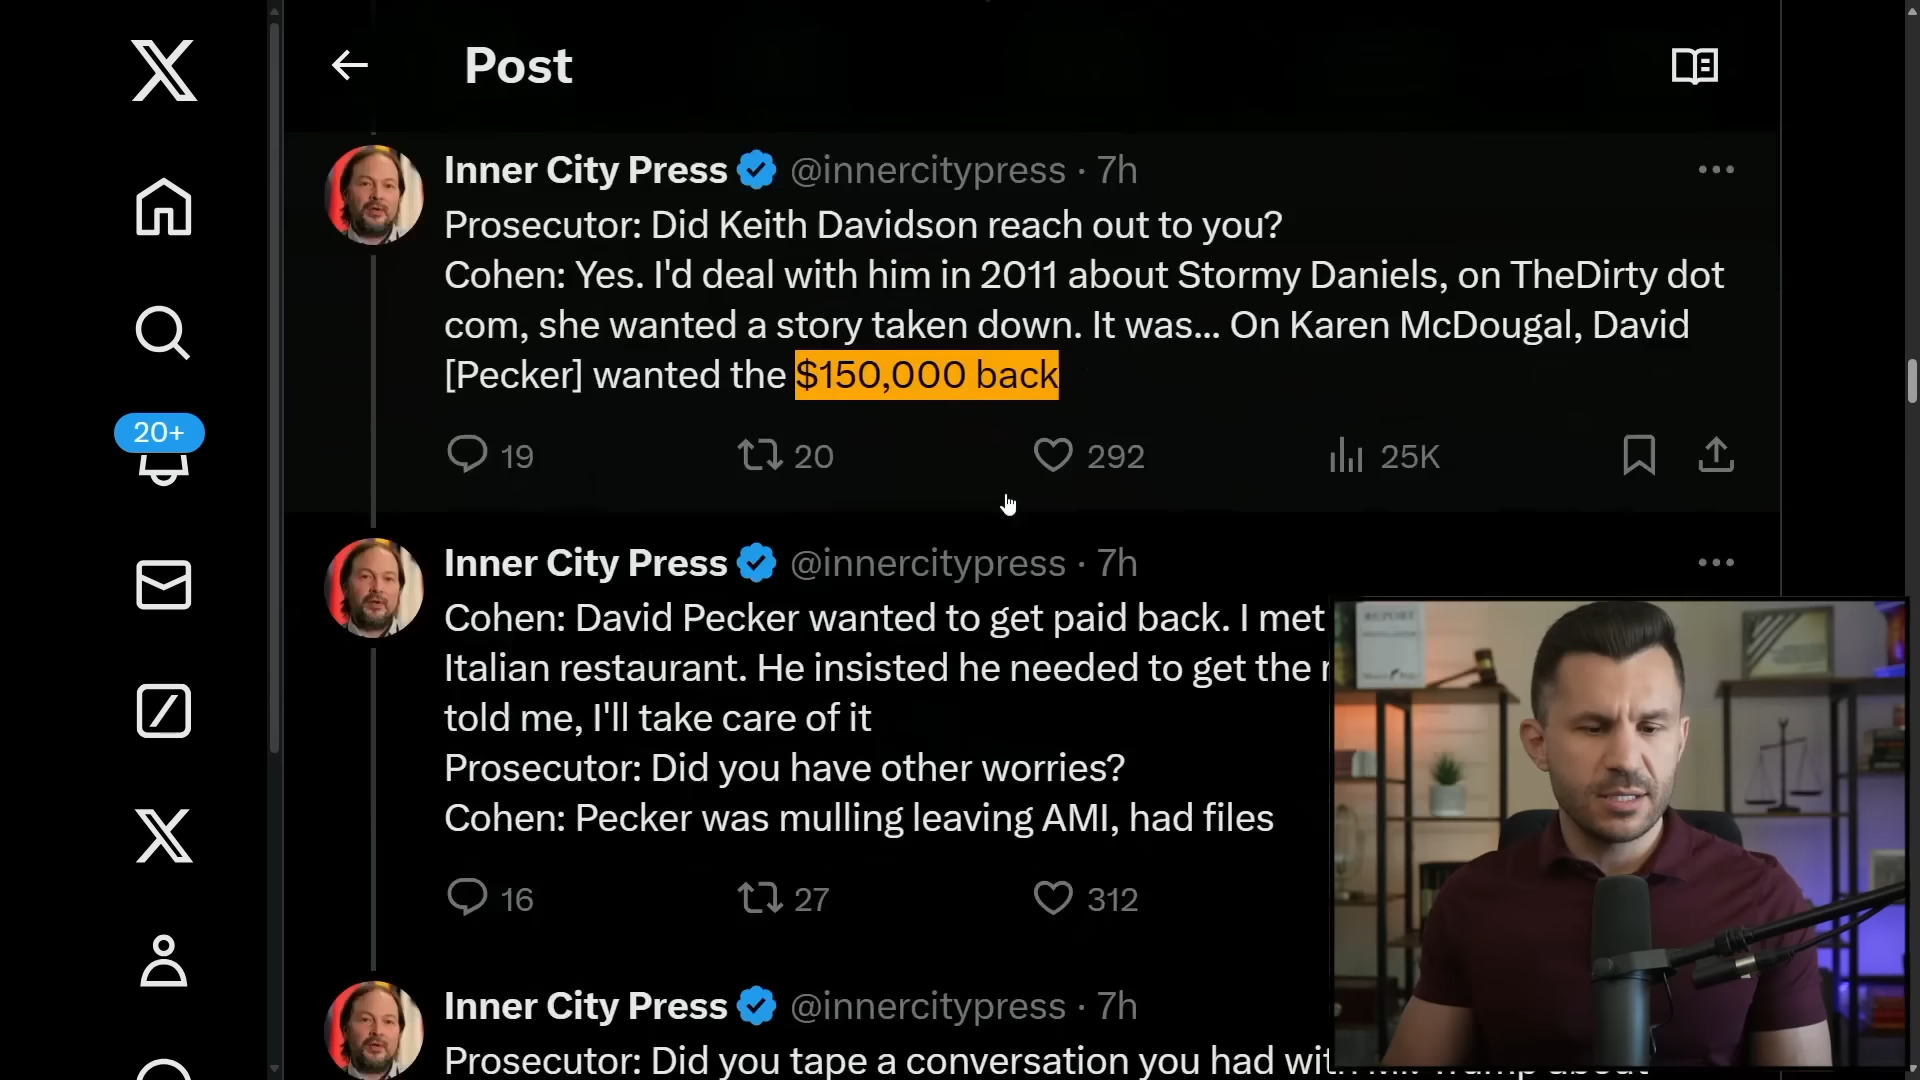 Post
Inner City Press @innercitypress · 7h
Prosecutor: Did Keith Davidson reach out to you?
Cohen: Yes. I'd deal with him in 2011 about Stormy Daniels, on TheDirty dot
com, she wanted a story taken down. It was... On Karen McDougal, David
[Pecker] wanted the $150,000 back
19 20 292 25K
20+
Inner City Press @innercitypress · 7h
Cohen: David Pecker wanted to get paid back. I met
Italian restaurant. He insisted he needed to get the
told me, I'll take care of it
Prosecutor: Did you have other worries?
Cohen: Pecker was mulling leaving AMI, had files
16 27 312
Inner City Press @innercitypress · 7h
Prosecutor: Did you tape a conversation you had with Mr. Trump about
REPORT